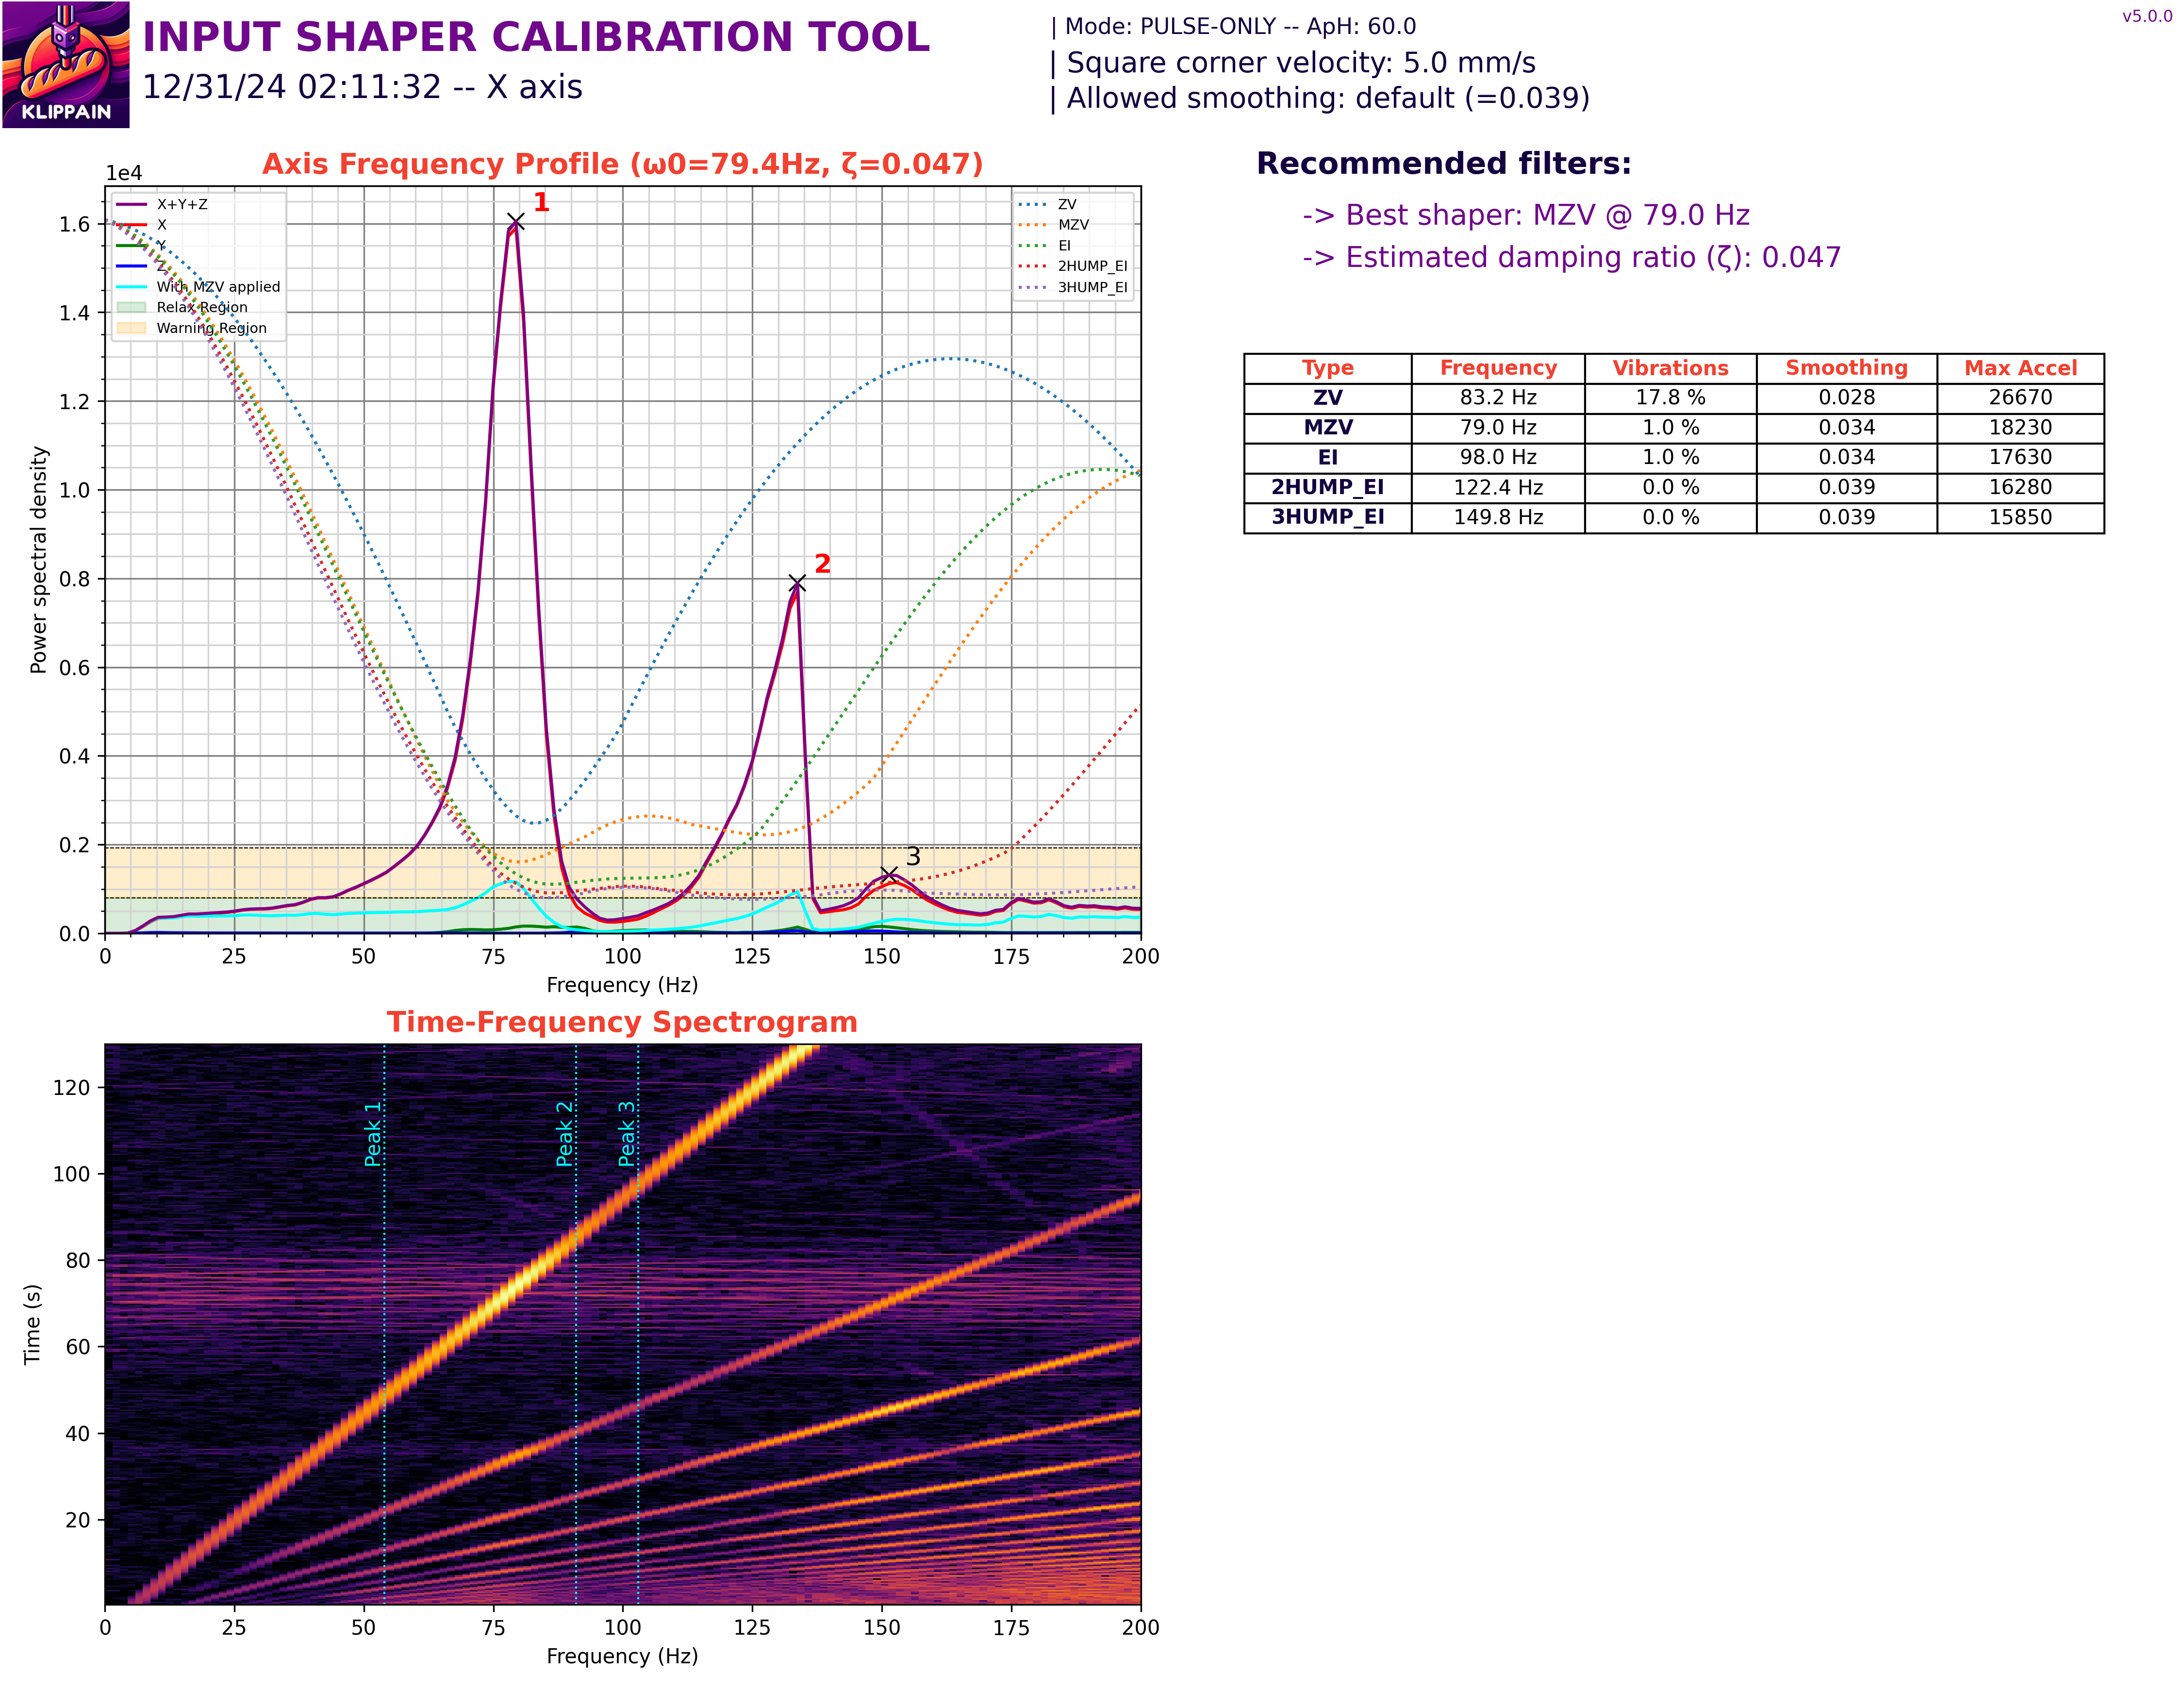 KLIPPAIN
INPUT SHAPER CALIBRATION TOOL
12/31/24 02:11:32 -- X axis
| Mode: PULSE-ONLY -- ApH: 60.0
| Square corner velocity: 5.0 mm/s
| Allowed smoothing: default (=0.039)
v5.0.0
Axis Frequency Profile (ω0=79.4Hz, ζ=0.047)
1e4
X+Y+Z
X
Y
Z
With MZV applied
Relax Region
Warning Region
ZV
MZV
EI
2HUMP_EI
3HUMP_EI
1
2
3
1.6
1.4
1.2
1.0
0.8
0.6
0.4
0.2
0.0
Power spectral density
0 25 50 75 100 125 150 175 200
Frequency (Hz)
Recommended filters:
-> Best shaper: MZV @ 79.0 Hz
-> Estimated damping ratio (ζ): 0.047
Type Frequency Vibrations Smoothing Max Accel
ZV 83.2 Hz 17.8 % 0.028 26670
MZV 79.0 Hz 1.0 % 0.034 18230
EI 98.0 Hz 1.0 % 0.034 17630
2HUMP_EI 122.4 Hz 0.0 % 0.039 16280
3HUMP_EI 149.8 Hz 0.0 % 0.039 15850
Time-Frequency Spectrogram
Peak 1
Peak 2
Peak 3
120
100
80
60
40
20
Time (s)
0 25 50 75 100 125 150 175 200
Frequency (Hz)